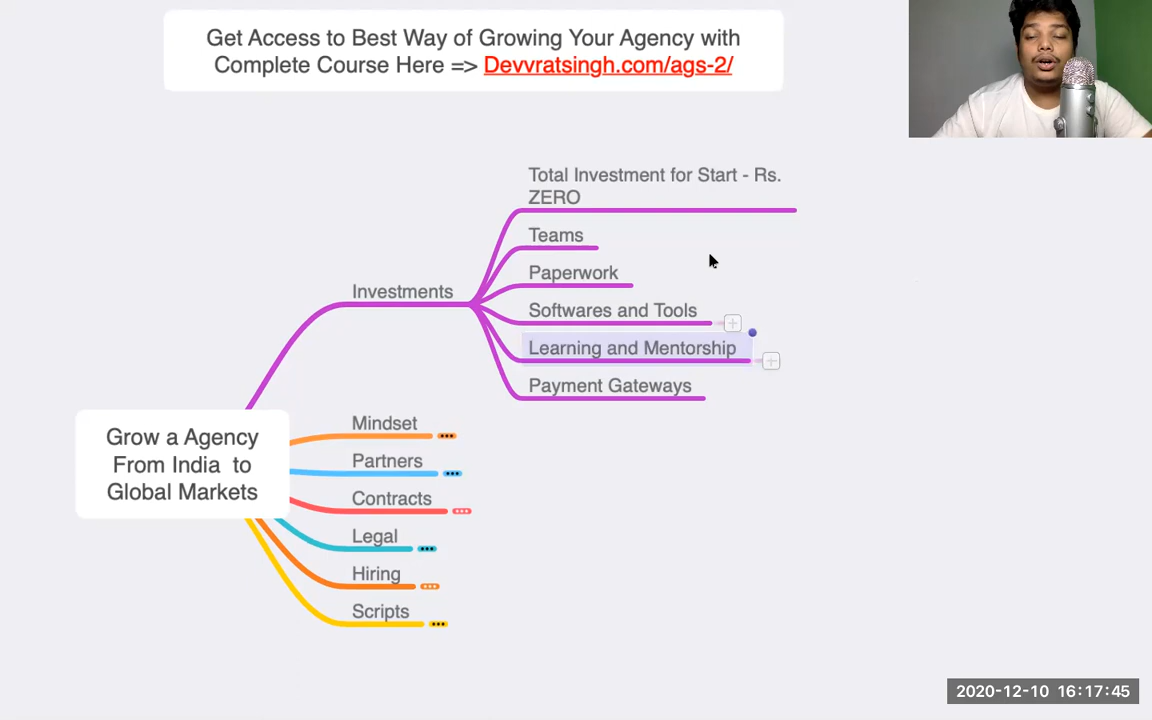 Get Access to Best Way of Growing Your Agency with
Complete Course Here => Devvratsingh.com/ags-2/
Total Investment for Start - Rs.
ZERO
Teams
Paperwork
Investments
Softwares and Tools
Learning and Mentorship
Payment Gateways
Grow a Agency
From India to
Global Markets
Mindset
Partners
Contracts
Legal
Hiring
Scripts
2020-12-10 16:17:45